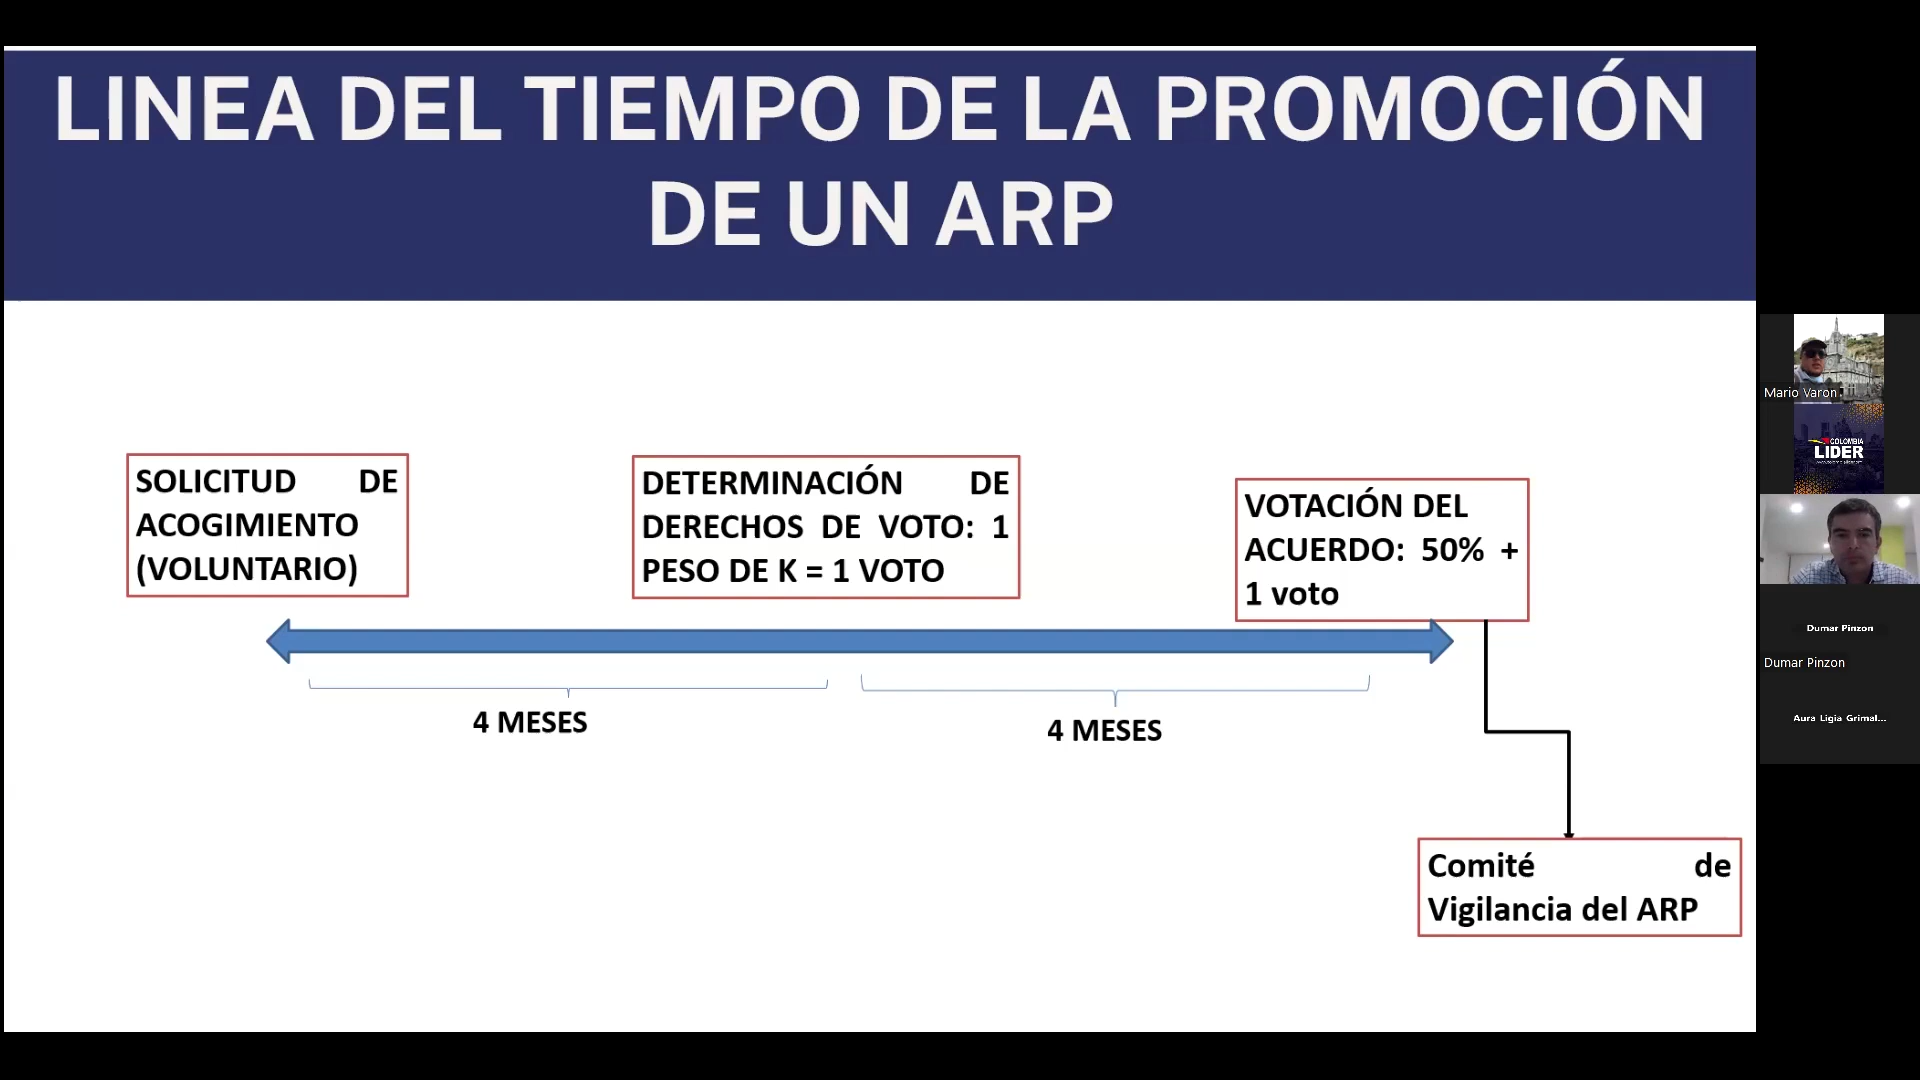 LINEA DEL TIEMPO DE LA PROMOCIÓN
DE UN ARP
SOLICITUD DE
ACOGIMIENTO
(VOLUNTARIO)
DETERMINACIÓN DE
DERECHOS DE VOTO: 1
PESO DE K = 1 VOTO
VOTACIÓN DEL
ACUERDO: 50% +
1 voto
4 MESES
4 MESES
Comité de
Vigilancia del ARP
Mario Varon
COLOMBIA
LIDER
Dumar Pinzon
Dumar Pinzon
Aura Ligia Grimal...